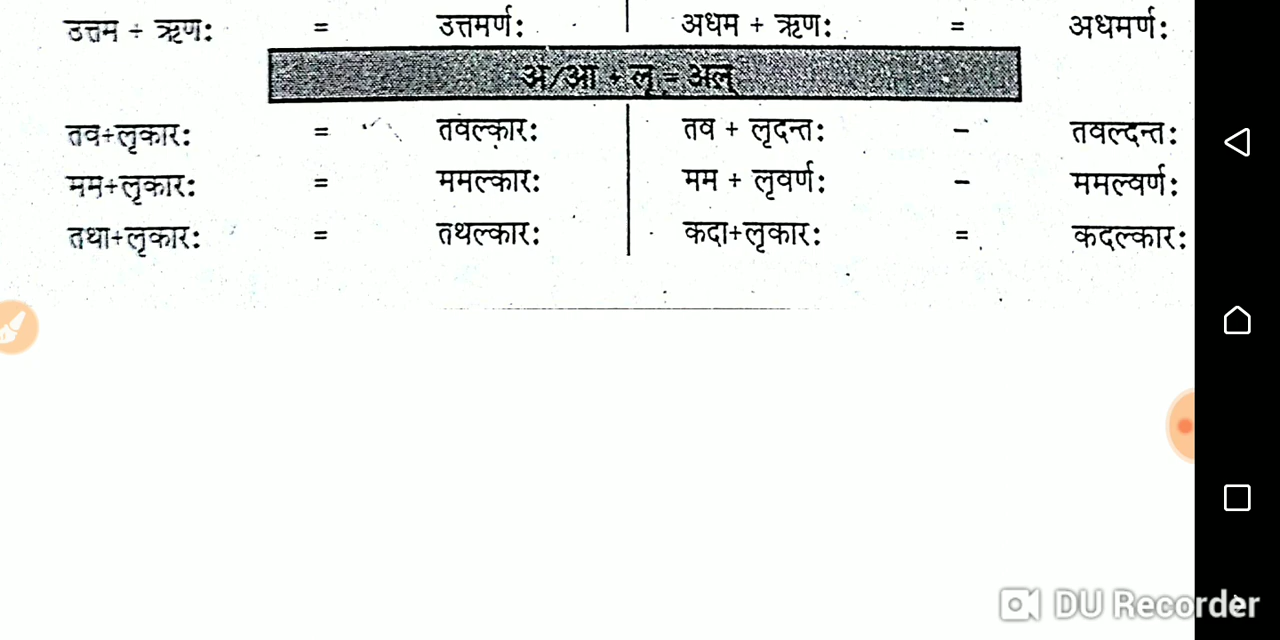 उत्तम + ऋण: = उत्तमर्ण: अधम + ऋण: = अधमर्ण:
अ/आ + लृ = अल्
तव+लृकार: = तवल्कार: तव + लृदन्त: – तवल्दन्त:
मम+लृकार: = ममल्कार: मम + लृवर्ण: – ममल्वर्ण:
तथा+लृकार: = तथल्कार: कदा+लृकार: = कदल्कार:
DU Recorder